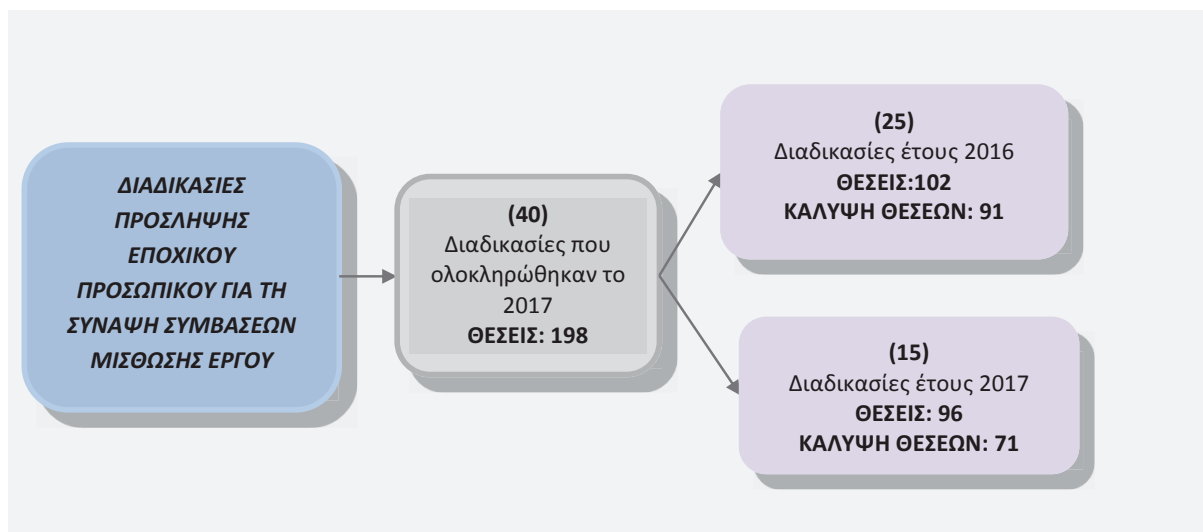 ΔΙΑΔΙΚΑΣΙΕΣ
ΠΡΟΣΛΗΨΗΣ
ΕΠΟΧΙΚΟΥ
ΠΡΟΣΩΠΙΚΟΥ ΓΙΑ ΤΗ
ΣΥΝΑΨΗ ΣΥΜΒΑΣΕΩΝ
ΜΙΣΘΩΣΗΣ ΕΡΓΟΥ
(40)
Διαδικασίες που
ολοκληρώθηκαν το
2017
ΘΕΣΕΙΣ: 198
(25)
Διαδικασίες έτους 2016
ΘΕΣΕΙΣ:102
ΚΑΛΥΨΗ ΘΕΣΕΩΝ: 91
(15)
Διαδικασίες έτους 2017
ΘΕΣΕΙΣ: 96
ΚΑΛΥΨΗ ΘΕΣΕΩΝ: 71